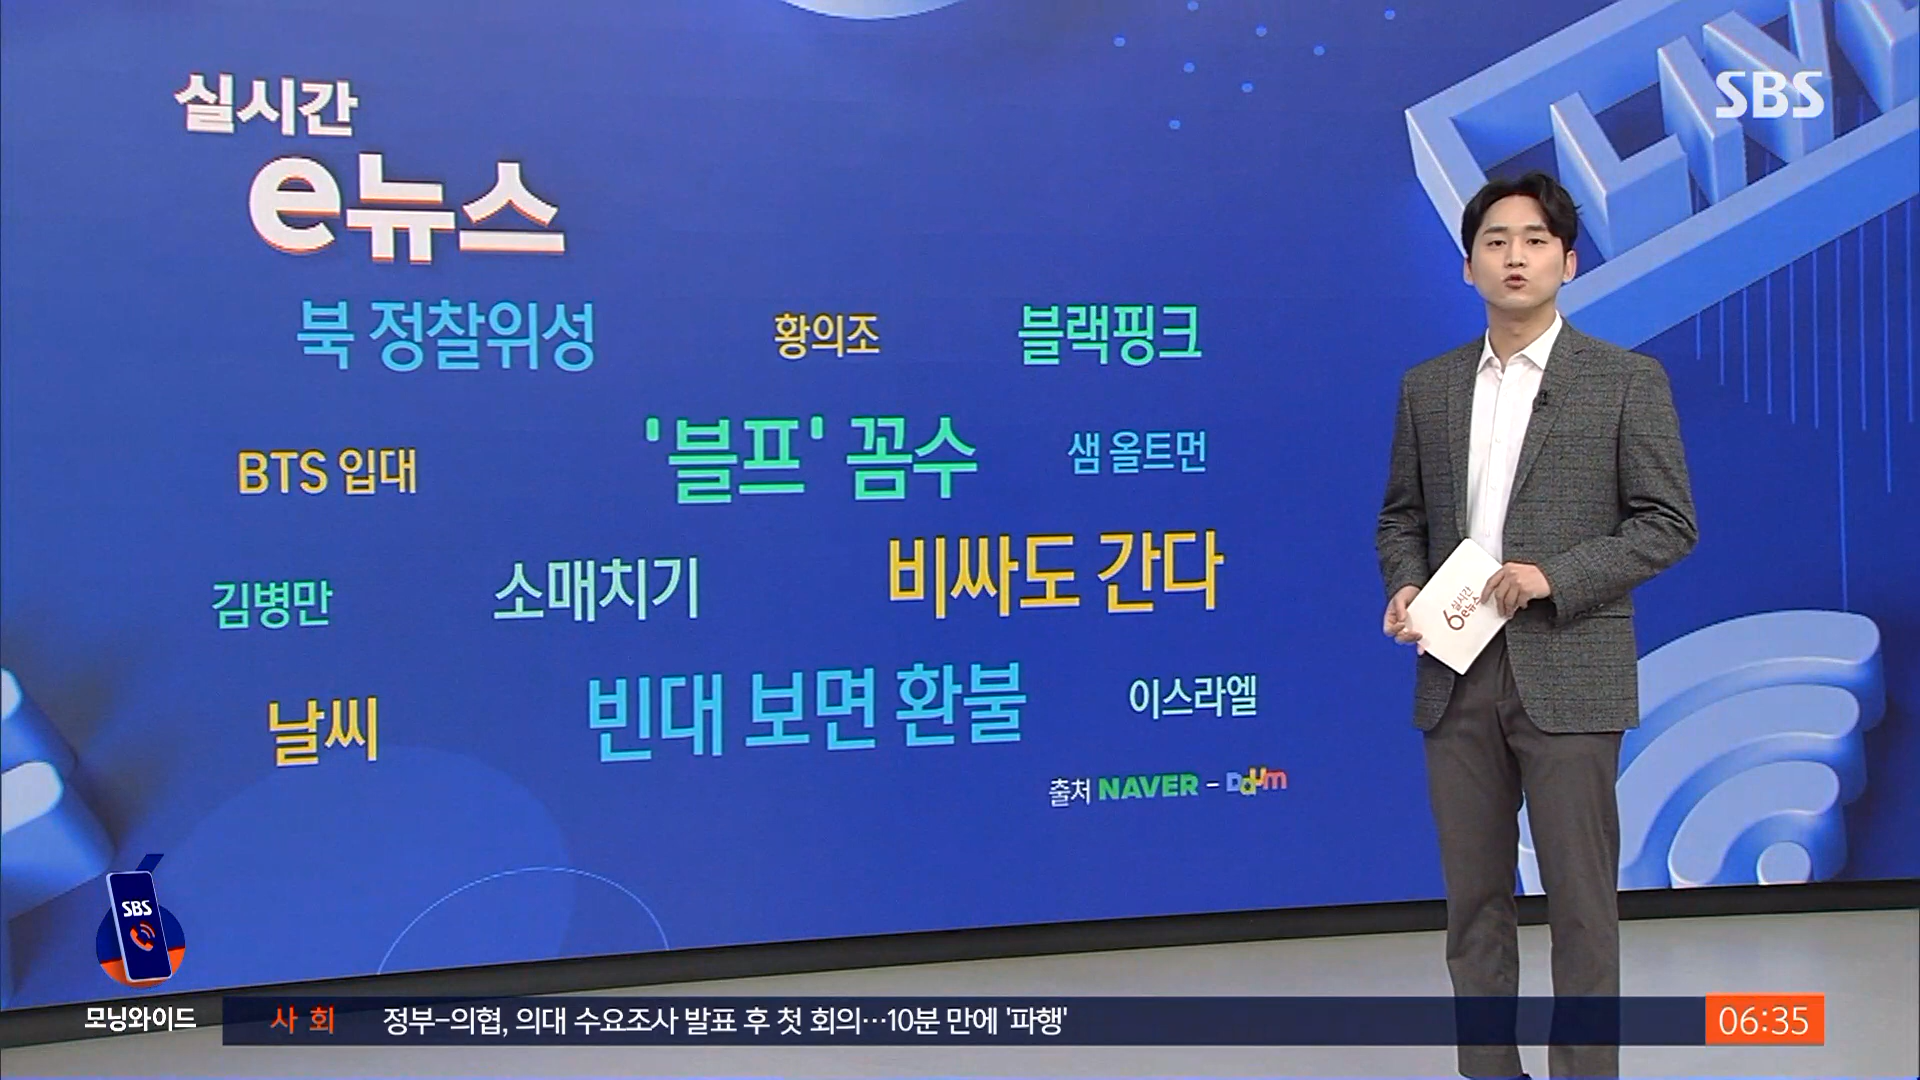 실시간
e뉴스
LIVE
SBS
북 정찰위성
황의조
블랙핑크
BTS 입대
'블프' 꼼수
샘 올트먼
김병만
소매치기
비싸도 간다
6 실시간
e뉴스
날씨
빈대 보면 환불
이스라엘
출처 NAVER - Daum
SBS
모닝와이드
사회 정부-의협, 의대 수요조사 발표 후 첫 회의…10분 만에 '파행'
06:35